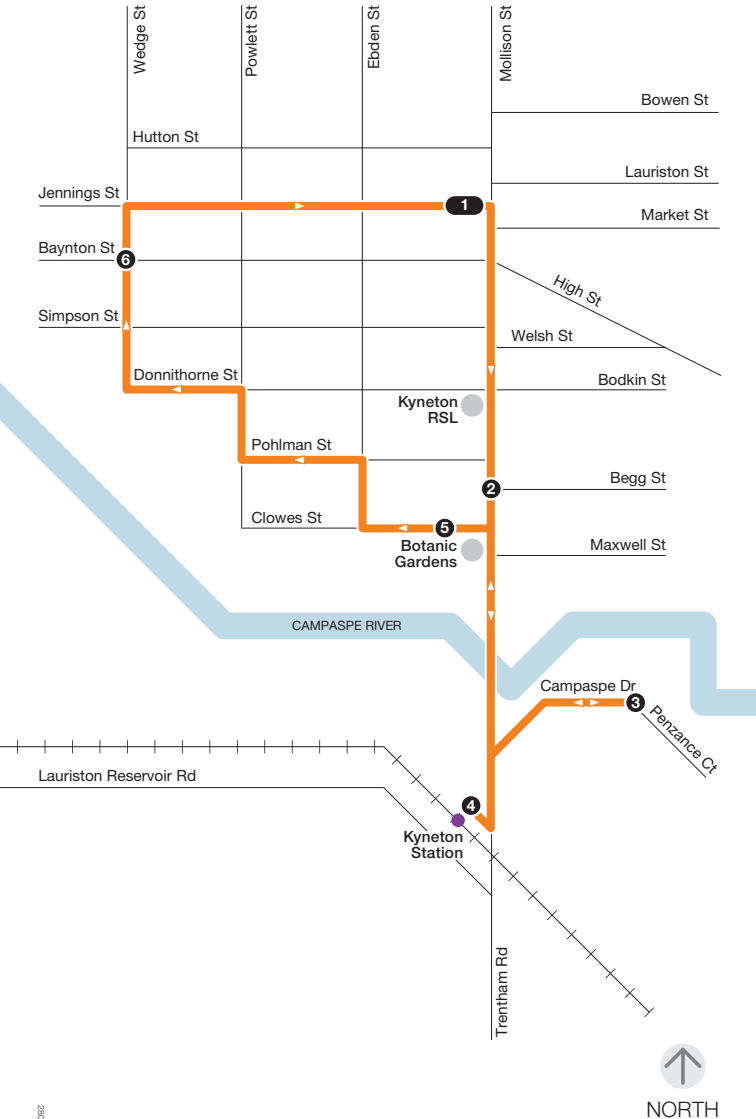 Wedge St
Powlett St
Ebden St
Mollison St
Bowen St
Hutton St
Lauriston St
Jennings St
1
Market St
Baynton St
6
High St
Simpson St
Welsh St
Donnithorne St
Bodkin St
Kyneton
RSL
Pohlman St
Begg St
2
Clowes St
5
Botanic
Gardens
Maxwell St
CAMPASPE RIVER
Campaspe Dr
3
Penzance Ct
Lauriston Reservoir Rd
4
Kyneton
Station
Trentham Rd
NORTH
280